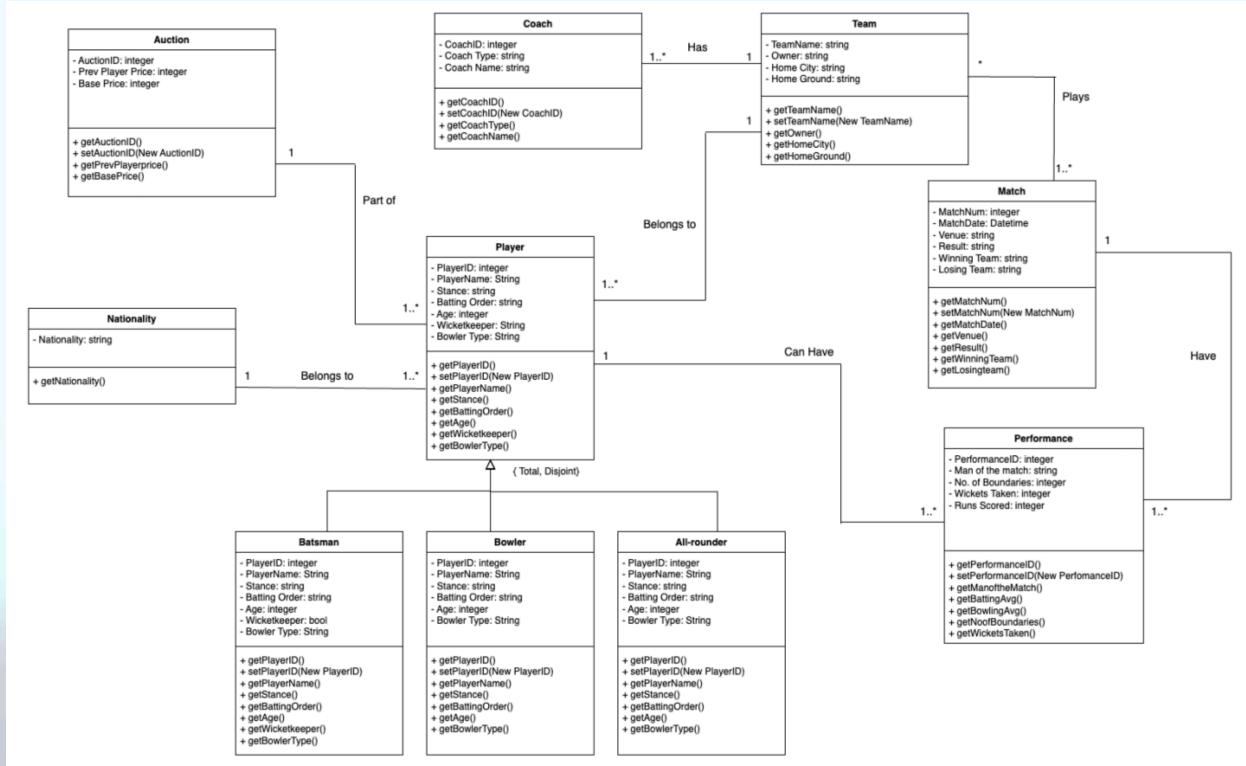 Auction
- AuctionID: integer
- Prev Player Price: integer
- Base Price: integer
+ getAuctionID()
+ setAuctionID(New AuctionID)
+ getPrevPlayerprice()
+ getBasePrice()
Coach
- CoachID: integer
- Coach Type: string
- Coach Name: string
+ getCoachID()
+ setCoachID(New CoachID)
+ getCoachType()
+ getCoachName()
Has
1..*
1
Team
- TeamName: string
- Owner: string
- Home City: string
- Home Ground: string
+ getTeamName()
+ setTeamName(New TeamName)
+ getOwner()
+ getHomeCity()
+ getHomeGround()
*
Plays
1..*
1
Belongs to
1..*
1
Part of
1..*
Match
- MatchNum: integer
- MatchDate: Datetime
- Venue: string
- Result: string
- Winning Team: string
- Losing Team: string
+ getMatchNum()
+ setMatchNum(New MatchNum)
+ getMatchDate()
+ getVenue()
+ getResult()
+ getWinningTeam()
+ getLosingteam()
1
Have
1..*
Player
- PlayerID: integer
- PlayerName: String
- Stance: string
- Batting Order: string
- Age: integer
- Wicketkeeper: String
- Bowler Type: String
+ getPlayerID()
+ setPlayerID(New PlayerID)
+ getPlayerName()
+ getStance()
+ getBattingOrder()
+ getAge()
+ getWicketkeeper()
+ getBowlerType()
Nationality
- Nationality: string
+ getNationality()
1
Belongs to
1..*
1
Can Have
1..*
{ Total, Disjoint}
Performance
- PerformanceID: integer
- Man of the match: string
- No. of Boundaries: integer
- Wickets Taken: integer
- Runs Scored: integer
+ getPerformanceID()
+ setPerformanceID(New PerfomanceID)
+ getManoftheMatch()
+ getBattingAvg()
+ getBowlingAvg()
+ getNoofBoundaries()
+ getWicketsTaken()
Batsman
- PlayerID: integer
- PlayerName: String
- Stance: string
- Batting Order: string
- Age: integer
- Wicketkeeper: bool
- Bowler Type: String
+ getPlayerID()
+ setPlayerID(New PlayerID)
+ getPlayerName()
+ getStance()
+ getBattingOrder()
+ getAge()
+ getWicketkeeper()
+ getBowlerType()
Bowler
- PlayerID: integer
- PlayerName: String
- Stance: string
- Batting Order: string
- Age: integer
- Bowler Type: String
+ getPlayerID()
+ setPlayerID(New PlayerID)
+ getPlayerName()
+ getStance()
+ getBattingOrder()
+ getAge()
+ getBowlerType()
All-rounder
- PlayerID: integer
- PlayerName: String
- Stance: string
- Batting Order: string
- Age: integer
- Bowler Type: String
+ getPlayerID()
+ setPlayerID(New PlayerID)
+ getPlayerName()
+ getStance()
+ getBattingOrder()
+ getAge()
+ getBowlerType()